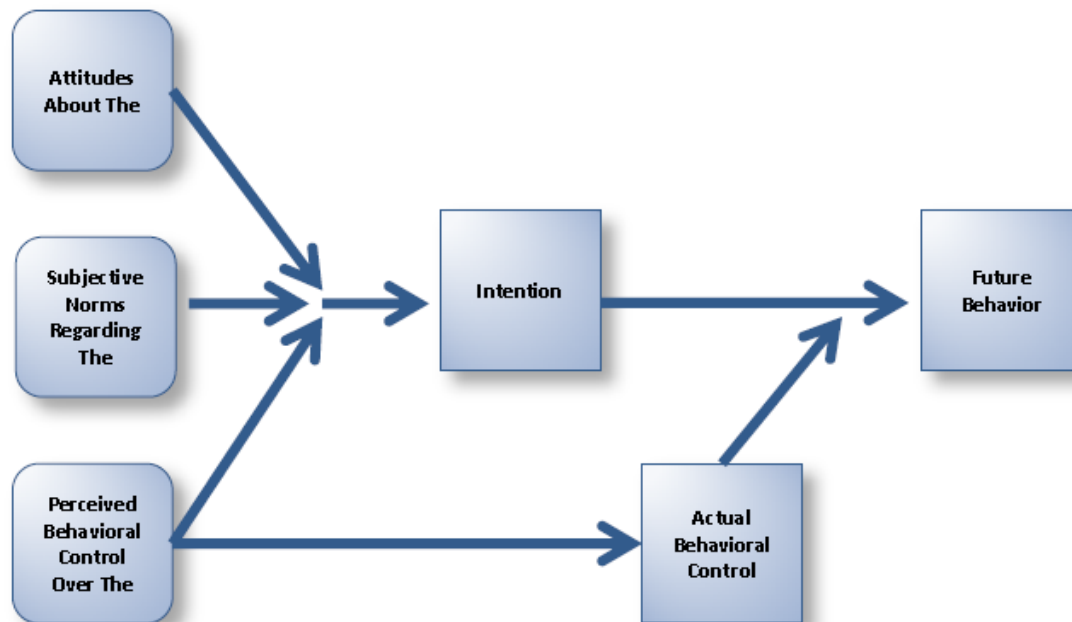 Attitudes
About The
Subjective
Norms
Regarding
The
Perceived
Behavioral
Control
Over The
Intention
Actual
Behavioral
Control
Future
Behavior